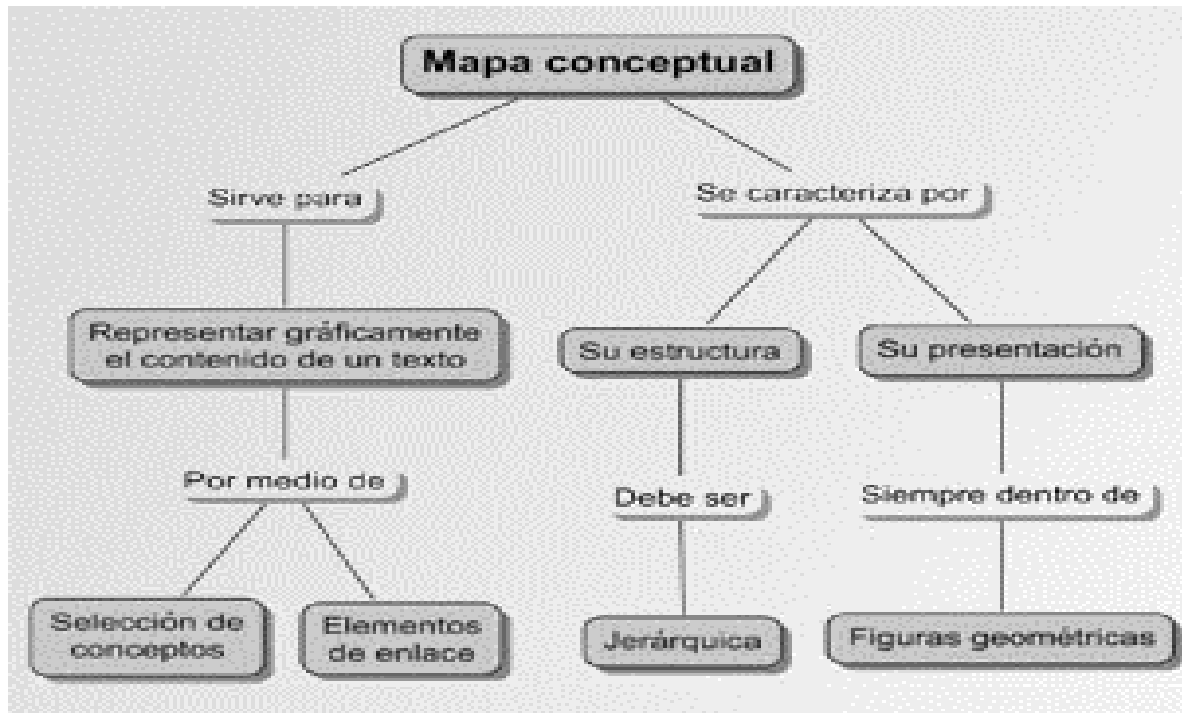 Mapa conceptual
Sirve para
Se caracteriza por
Representar gráficamente
el contenido de un texto
Su estructura
Su presentación
Por medio de
Debe ser
Siempre dentro de
Selección de
conceptos
Elementos
de enlace
Jerárquica
Figuras geométricas